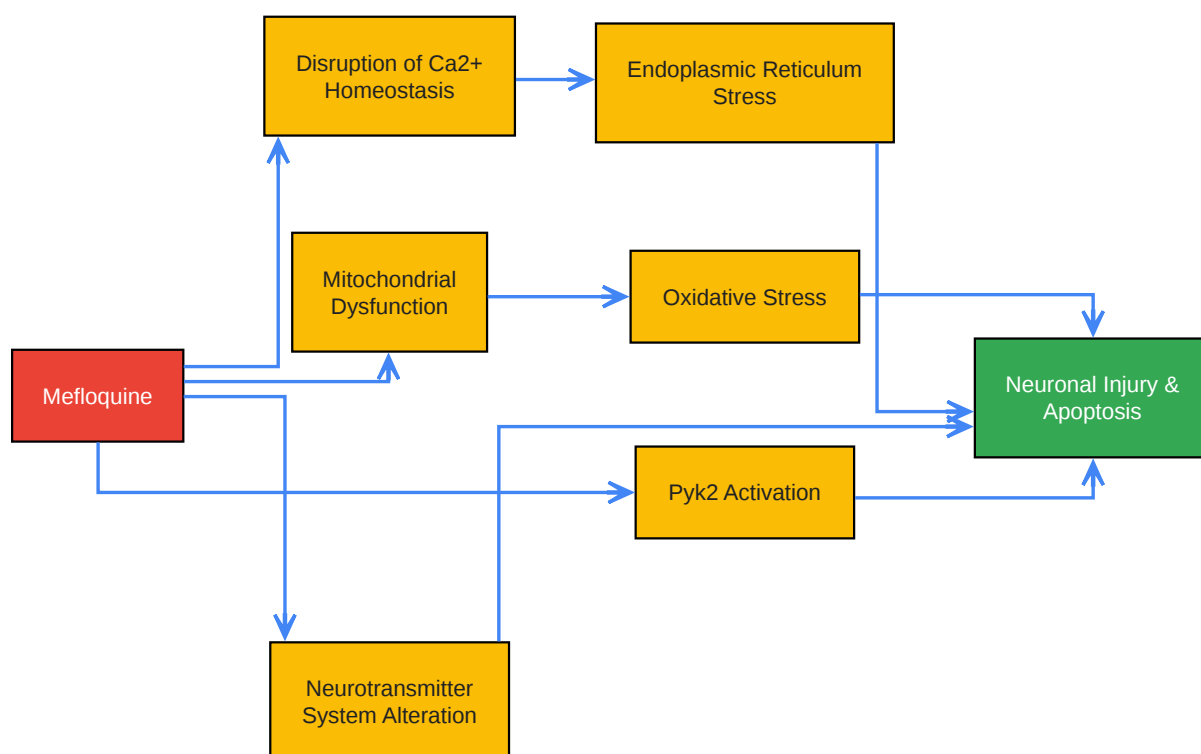 Disruption of Ca2+
Homeostasis
Endoplasmic Reticulum
Stress
Mitochondrial
Dysfunction
Oxidative Stress
Mefloquine
Neuronal Injury &
Apoptosis
Pyk2 Activation
Neurotransmitter
System Alteration